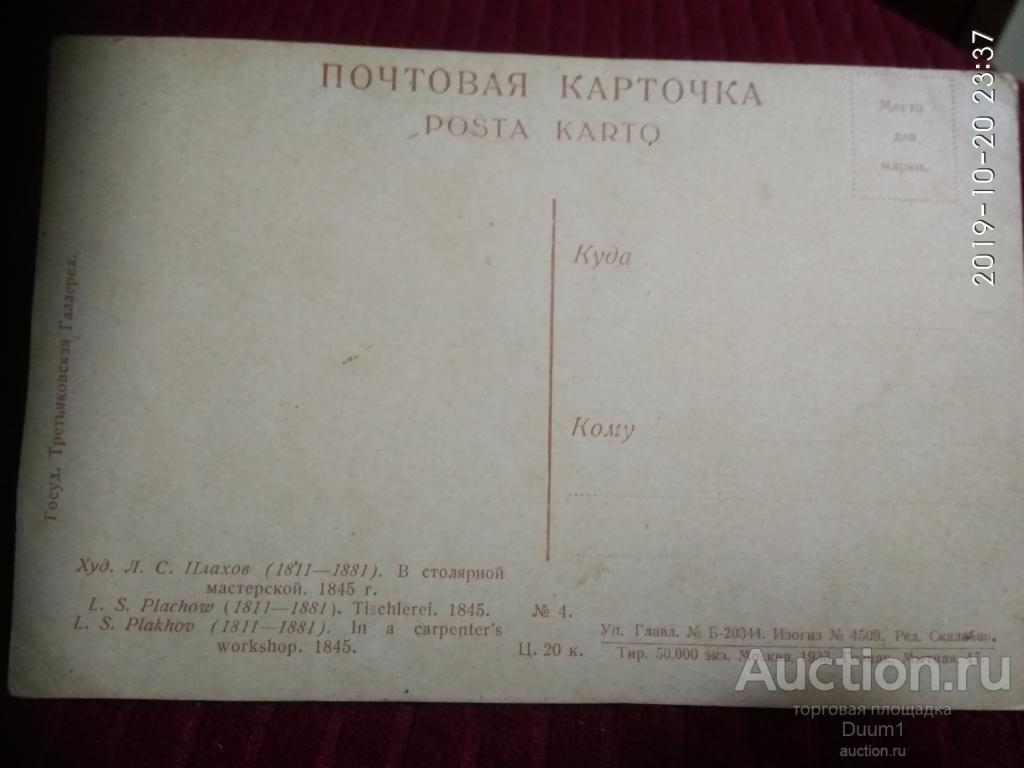 ПОЧТОВАЯ КАРТОЧКА
POSTA KARTO
Место
для
марки.
2019-10-20 23:37
Куда
Кому
Госуд. Третьяковская Галлерея.
Худ. Л. С. Плахов (1811—1881). В столярной
мастерской. 1845 г.
L. S. Plachow (1811—1881). Tischlerei. 1845.
L. S. Plakhov (1811—1881). In a carpenter's
workshop. 1845.
№ 4.
Ц. 20 к.
Уп. Главл. № Б-20344. Изогиз № 4509. Ред. Скалабан.
Тир. 50.000 экз. Москва, 1933.
Auction.ru
торговая площадка
Duum1
auction.ru